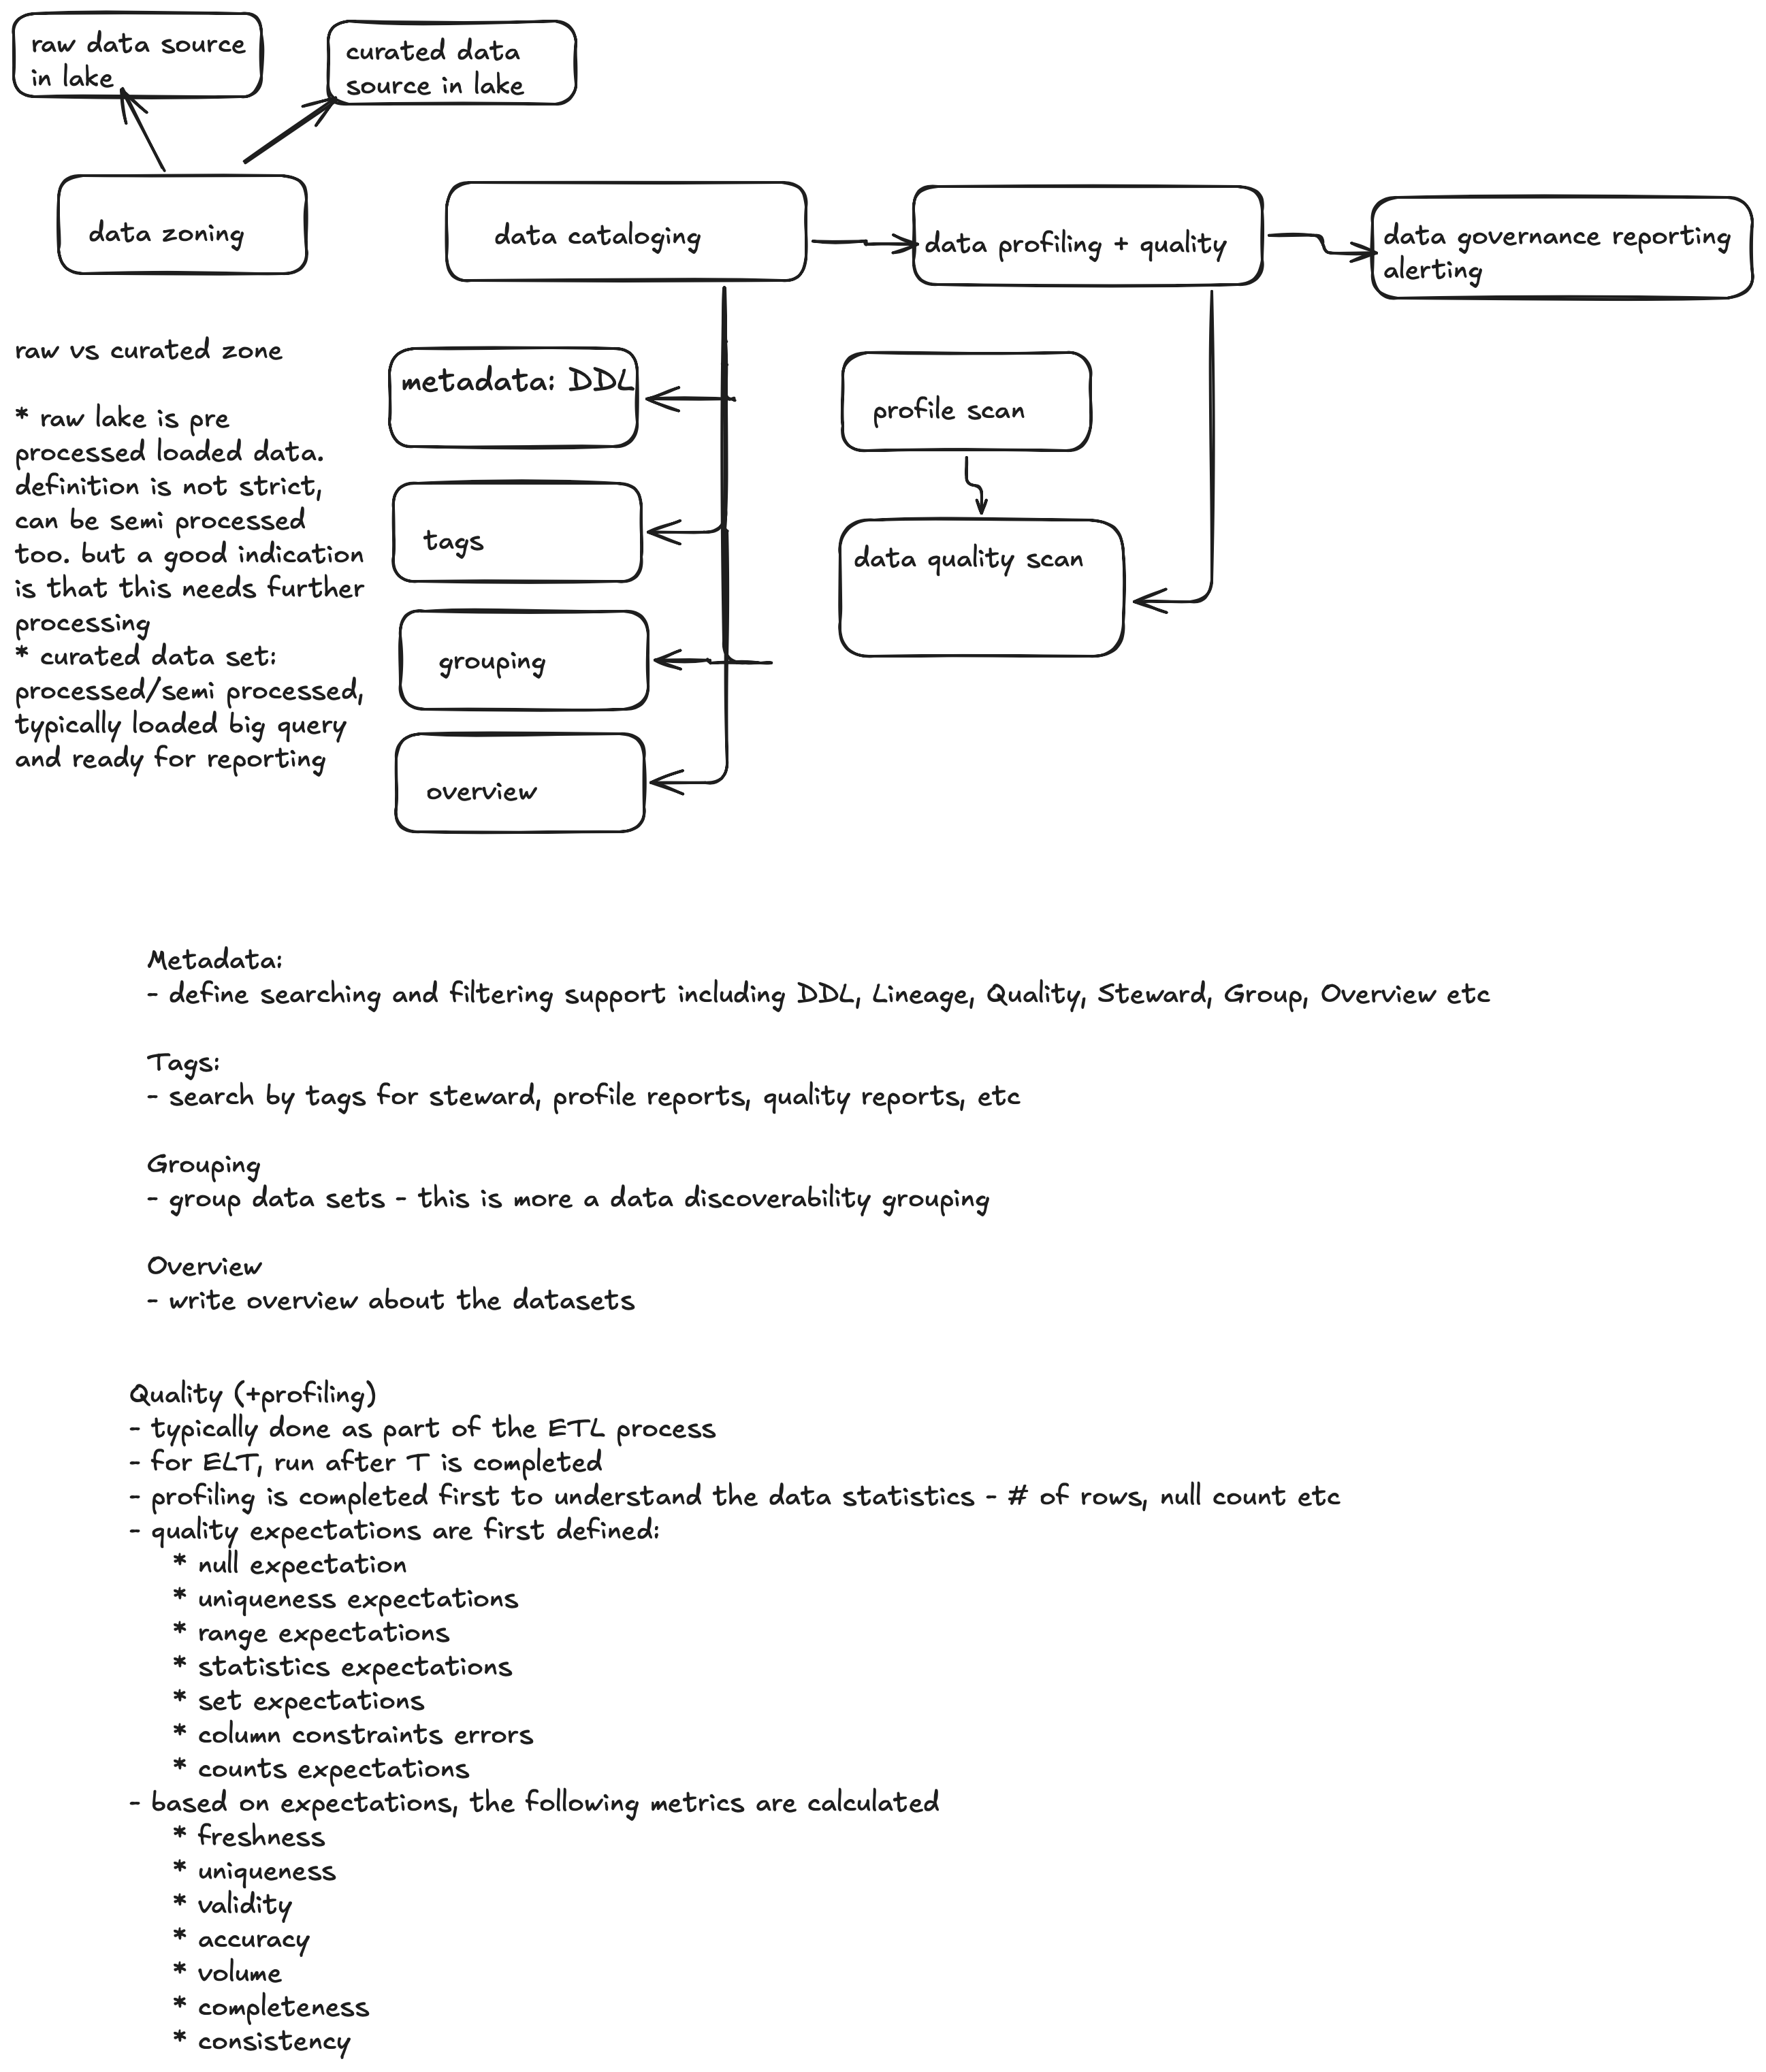 raw data source
in lake
curated data
source in lake
data zoning
data cataloging
data profiling + quality
data governance reporting
alerting
raw vs curated zone
* raw lake is pre
processed loaded data.
definition is not strict,
can be semi processed
too. but a good indication
is that this needs further
processing
* curated data set:
processed/semi processed,
typically loaded big query
and ready for reporting
metadata: DDL
tags
grouping
overview
profile scan
data quality scan
Metadata:
- define searching and filtering support including DDL, Lineage, Quality, Steward, Group, Overview etc
Tags:
- search by tags for steward, profile reports, quality reports, etc
Grouping
- group data sets - this is more a data discoverability grouping
Overview
- write overview about the datasets
Quality (+profiling)
- typically done as part of the ETL process
- for ELT, run after T is completed
- profiling is completed first to understand the data statistics - # of rows, null count etc
- quality expectations are first defined:
* null expectation
* uniqueness expectations
* range expectations
* statistics expectations
* set expectations
* column constraints errors
* counts expectations
- based on expectations, the following metrics are calculated
* freshness
* uniqueness
* validity
* accuracy
* volume
* completeness
* consistency